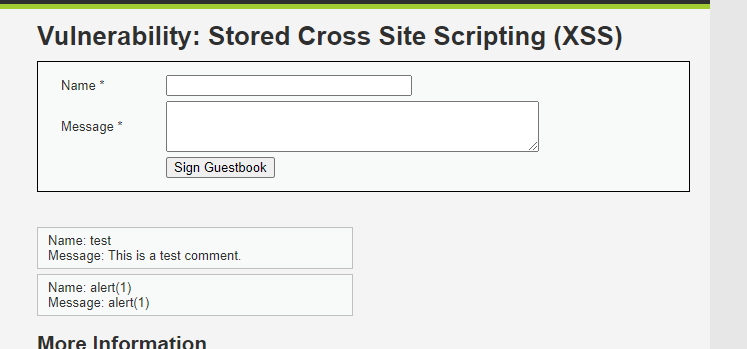 Vulnerability: Stored Cross Site Scripting (XSS)
Name *
Message *
Sign Guestbook
Name: test
Message: This is a test comment.
Name: alert(1)
Message: alert(1)
More Information